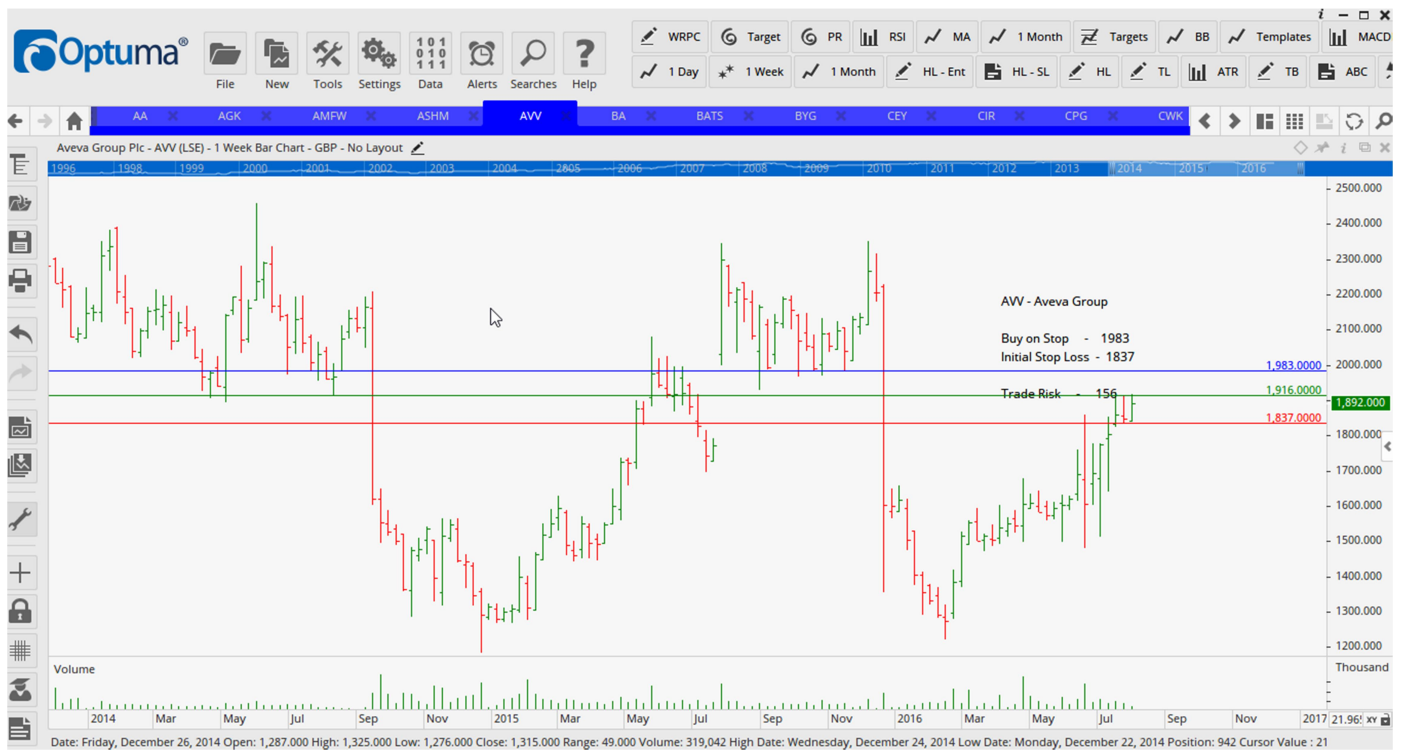 i
Optuma®
WRPC Target PR RSI MA 1 Month Targets BB Templates MACD
1 Day 1 Week 1 Month HL - Ent HL - SL HL TL ATR TB ABC
101
010
111
File New Tools Settings Data Alerts Searches Help
AA AGK AMFW ASHM AVV BA BATS BYG CEY CIR CPG CWK
Aveva Group Plc - AVV (LSE) - 1 Week Bar Chart - GBP - No Layout
1996 1998 1999 2000 2001 2002 2003 2004 2005 2006 2007 2008 2009 2010 2011 2012 2013 2014 2015 2016
2500.000
2400.000
2300.000
2200.000
AVV - Aveva Group
2100.000
Buy on Stop - 1983
Initial Stop Loss - 1837
1,983.0000 2000.000
1,916.0000
Trade Risk - 156
1,892.000
1,837.0000
1800.000
1700.000
1600.000
1500.000
1400.000
1300.000
1200.000
Volume
Thousand
2014 Mar May Jul Sep Nov 2015 Mar May Jul Sep Nov 2016 Mar May Jul Sep Nov 2017 XY
Date: Friday, December 26, 2014 Open: 1,287.000 High: 1,325.000 Low: 1,276.000 Close: 1,315.000 Range: 49.000 Volume: 319,042 High Date: Wednesday, December 24, 2014 Low Date: Monday, December 22, 2014 Position: 942 Cursor Value : 21